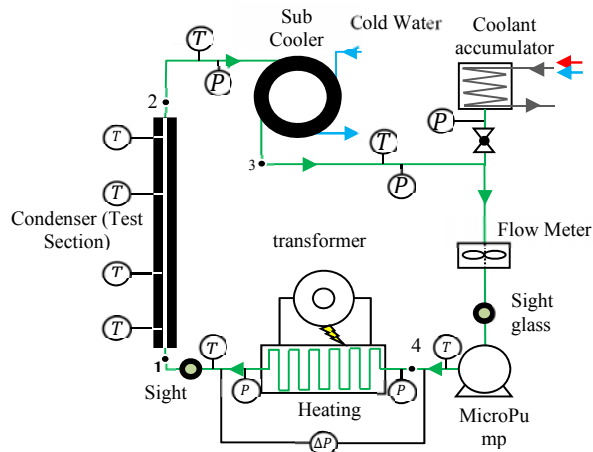 Sub
Cooler
Cold Water
Coolant
accumulator
T
P
2
P
T
T
3
T
P
Condenser (Test
Section)
transformer
Flow Meter
T
Sight
glass
T
1
T
4
T
Sight
P
P
Heating
MicroPu
mp
ΔP